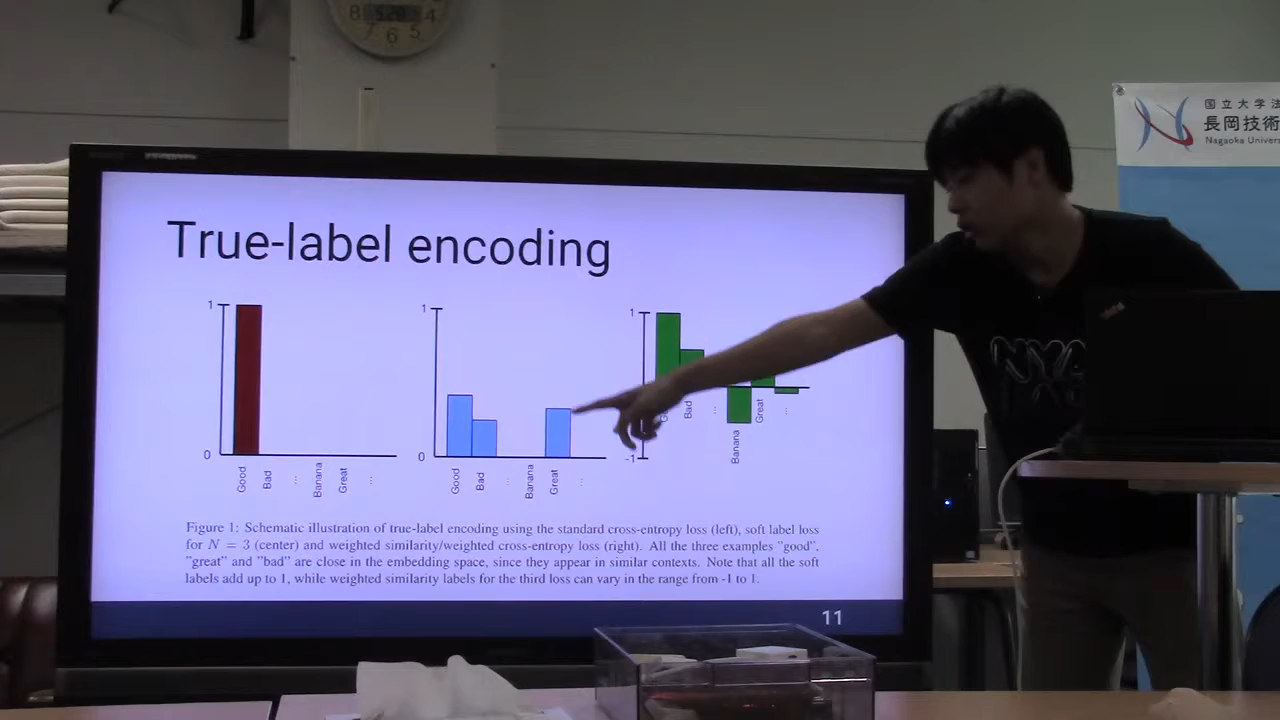 8 4
7 6 5
国立大学法
長岡技術
Nagaoka Univers
True-label encoding
1
0
Good
Bad
...
Banana
Great
...
1
0
Good
Bad
...
Banana
Great
...
1
-1
Bad
...
Banana
Great
...
Figure 1: Schematic illustration of true-label encoding using the standard cross-entropy loss (left), soft label loss
for N = 3 (center) and weighted similarity/weighted cross-entropy loss (right). All the three examples "good",
"great" and "bad" are close in the embedding space, since they appear in similar contexts. Note that all the soft
labels add up to 1, while weighted similarity labels for the third loss can vary in the range from -1 to 1.
11